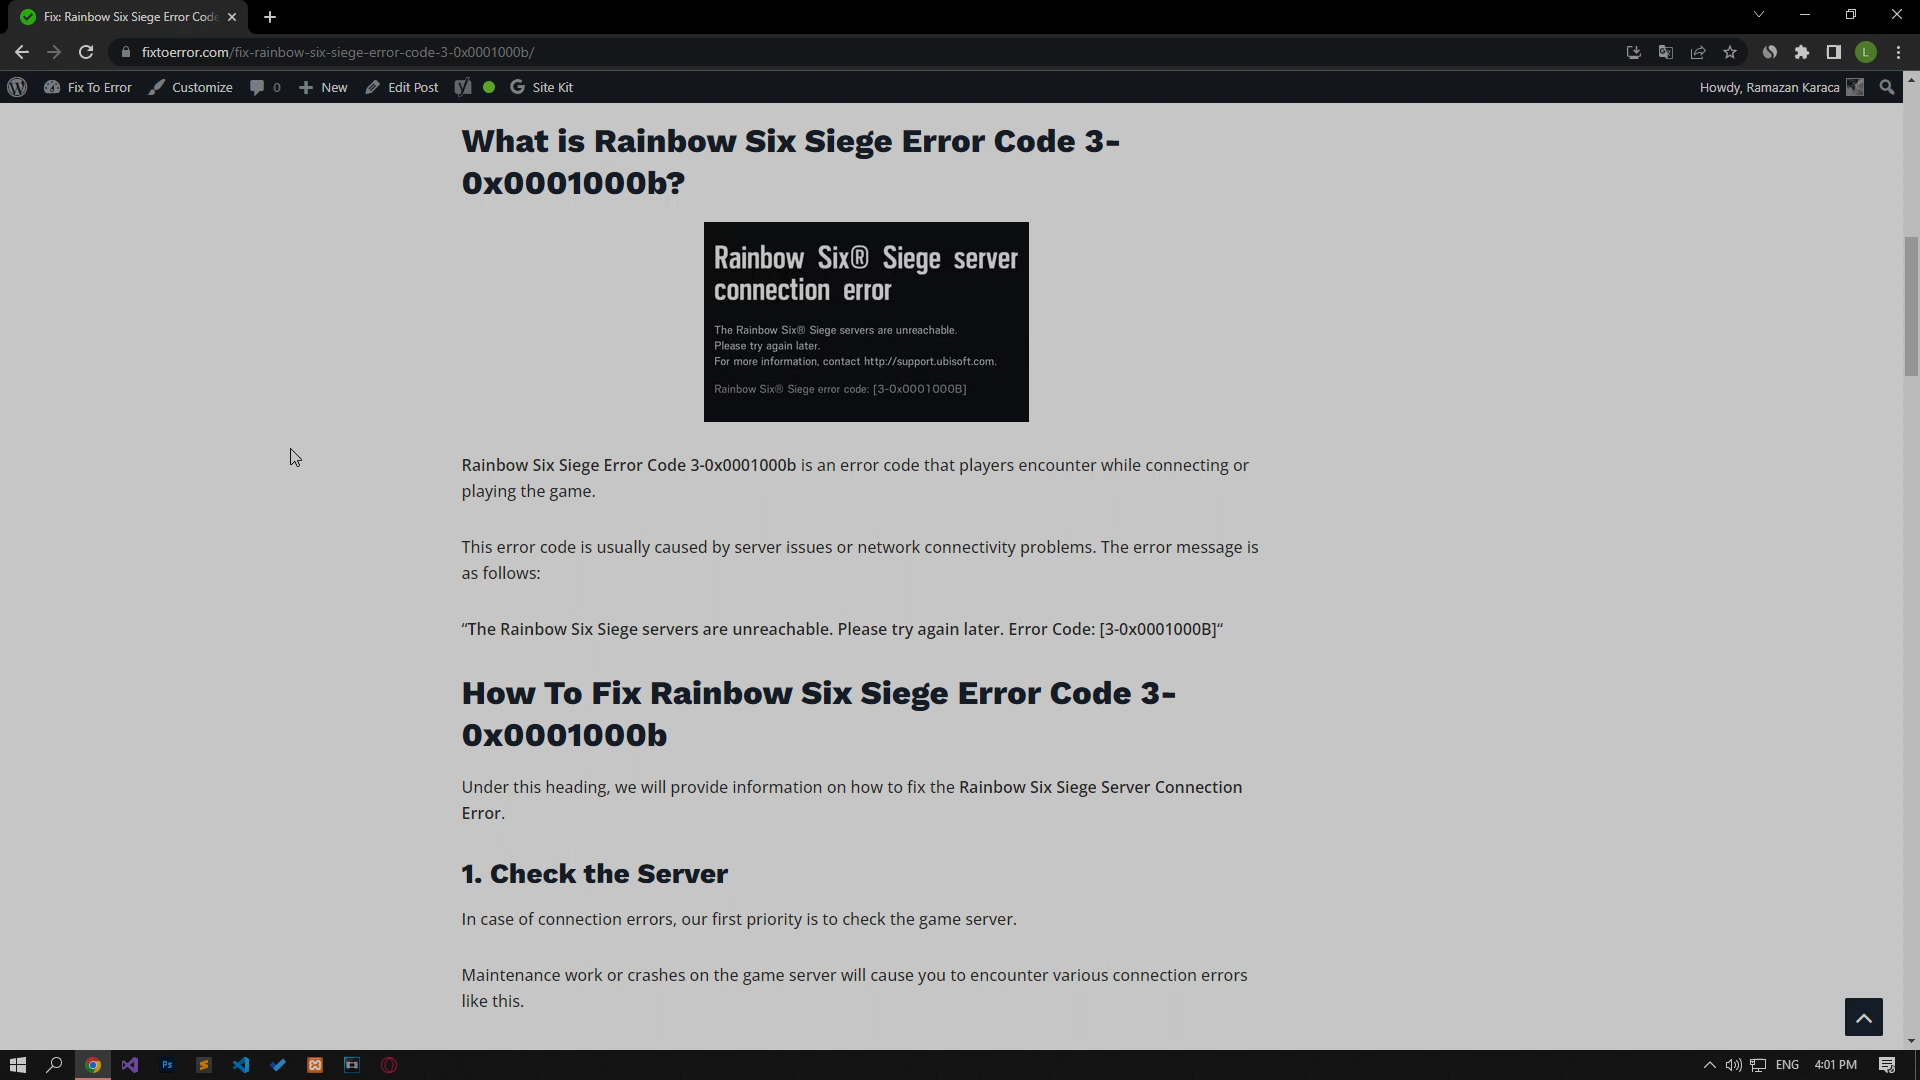 Fix: Rainbow Six Siege Error Code
fixtoerror.com/fix-rainbow-six-siege-error-code-3-0x0001000b/
L
Fix To Error
Customize
0
New
Edit Post
Site Kit
Howdy, Ramazan Karaca
What is Rainbow Six Siege Error Code 3-
0x0001000b?
Rainbow Six® Siege server
connection error
The Rainbow Six® Siege servers are unreachable.
Please try again later.
For more information, contact http://support.ubisoft.com.
Rainbow Six® Siege error code: [3-0x0001000B]
Rainbow Six Siege Error Code 3-0x0001000b is an error code that players encounter while connecting or
playing the game.
This error code is usually caused by server issues or network connectivity problems. The error message is
as follows:
“The Rainbow Six Siege servers are unreachable. Please try again later. Error Code: [3-0x0001000B]“
How To Fix Rainbow Six Siege Error Code 3-
0x0001000b
Under this heading, we will provide information on how to fix the Rainbow Six Siege Server Connection
Error.
1. Check the Server
In case of connection errors, our first priority is to check the game server.
Maintenance work or crashes on the game server will cause you to encounter various connection errors
like this.
Ps
ENG
4:01 PM